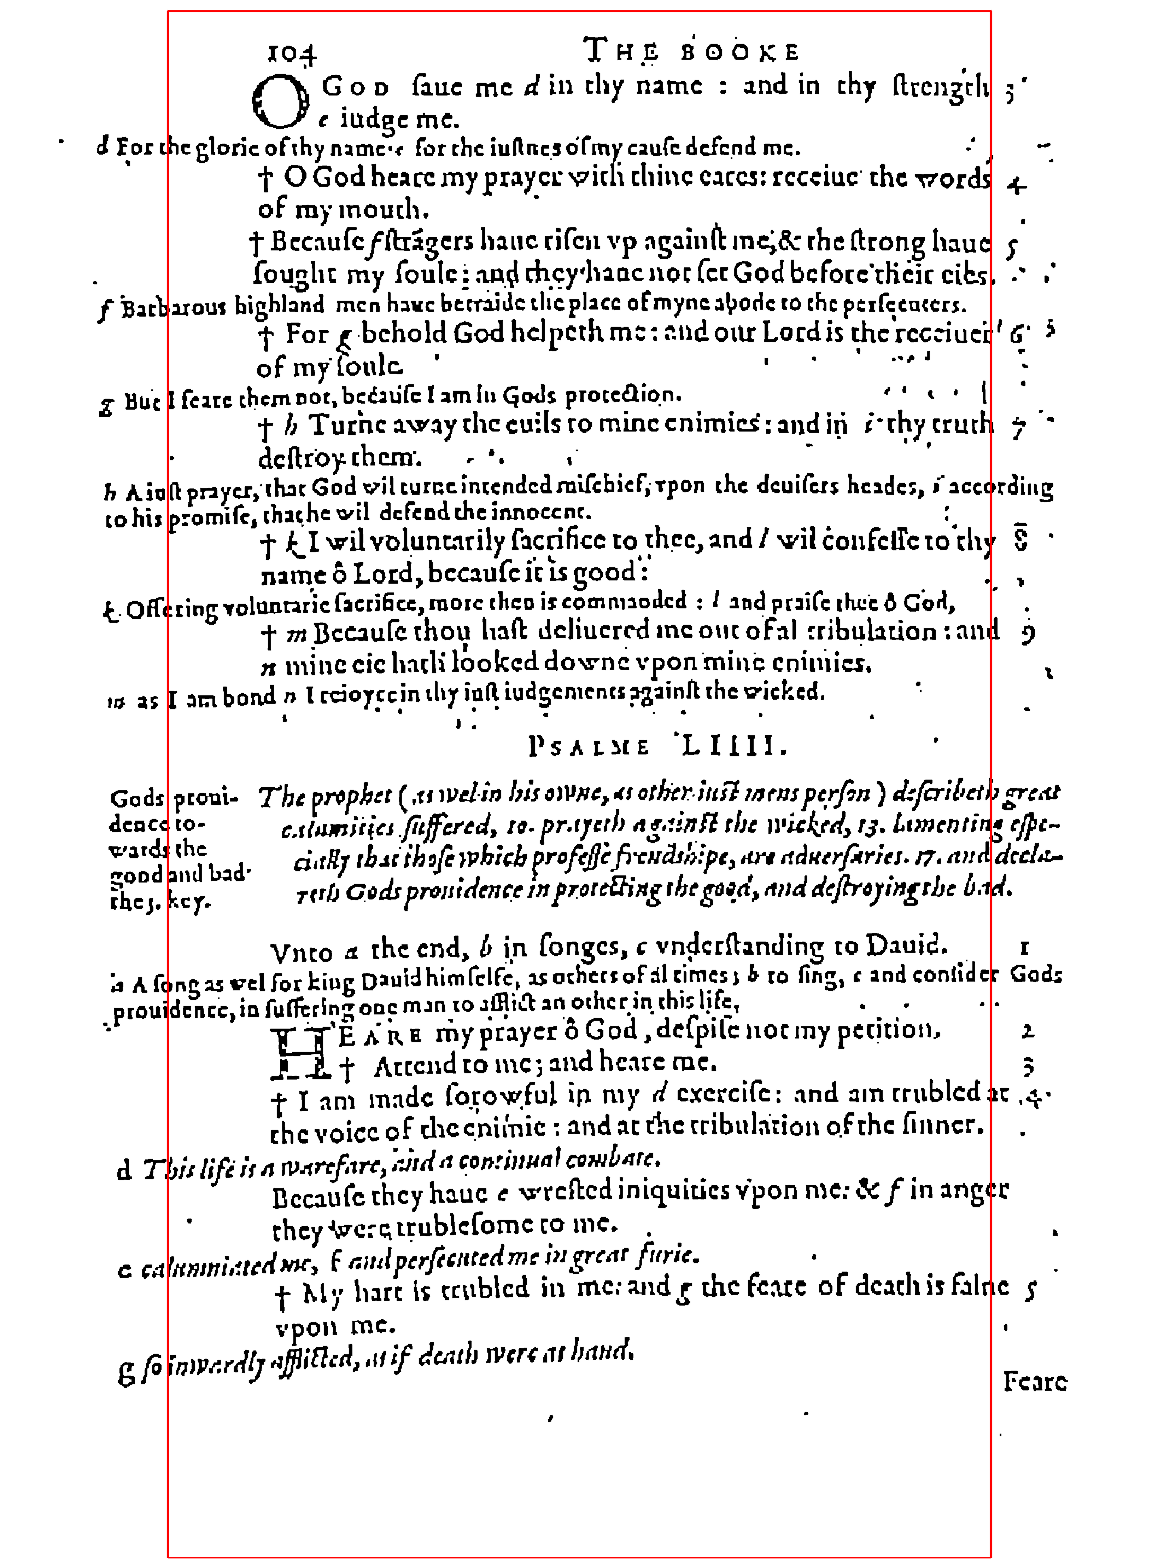 104 THE BOOKE
O GOD ſaue me d in thy name : and in thy ſtrength 3
e iudge me.
d For the glorie of thy name. e for the iuſtnes of my cauſe defend me.
† O God heare my prayer with thine eares: receiue the words 4
of my mouth.
† Becauſe f ſtrãgers haue riſen vp againſt me, & the ſtrong haue 5
ſought my ſoule: and they haue not ſet God before their eies.
f Barbarous highland men haue betraide the place of myne abode to the perſecuters.
† For g behold God helpeth me: and our Lord is the receiuer 6
of my ſoule.
g But I feare them not, becauſe I am in Gods protection.
† h Turne away the euils to mine enimies: and in i thy truth 7
deſtroy them.
h A iuſt prayer, that God wil turne intended miſchief, vpon the deuiſers heades, i according
to his promiſe, that he wil defend the innocent.
† k I wil voluntarily ſacrifice to thee, and l wil confeſſe to thy 8
name ô Lord, becauſe it is good:
k Offering voluntarie ſacrifice, more then is commanded : l and praiſe thee ô God,
† m Becauſe thou haſt deliuered me out of al tribulation : and 9
n mine eie hath looked downe vpon mine enimies.
m as I am bond n I reioyce in thy iuſt iudgements againſt the wicked.
PSALME LIIII.
Gods proui-
dence to-
wards the
good and bad
the 3. key.
The prophet (as wel in his owne, as other iuſt mens perſon) deſcribeth great
calamities ſuffered, 10. prayeth againſt the wicked, 13. lamenting eſpe-
cially that thoſe which profeſſe frendshipe, are aduerſaries. 17. and decla-
reth Gods prouidence in protecting the good, and deſtroying the bad.
Vnto a the end, b in ſonges, c vnderſtanding to Dauid. 1
a A ſong as wel for king Dauid himſelfe, as others of al times; b to ſing, c and conſider Gods
prouidence, in ſuffering one man to afflict an other in this life,
HEARE my prayer ô God, deſpiſe not my petition. 2
† Attend to me; and heare me. 3
† I am made ſorowful in my d exerciſe: and am trubled at 4
the voice of the enimie : and at the tribulation of the ſinner.
d This life is a warefare, and a continual combate.
Becauſe they haue e wreſted iniquities vpon me: & f in anger
they were trubleſome to me.
e calumniated me, f and perſecuted me in great furie.
† My hart is trubled in me: and g the feare of death is falne 5
vpon me.
g ſo inwardly afflicted, as if death were at hand.
Feare